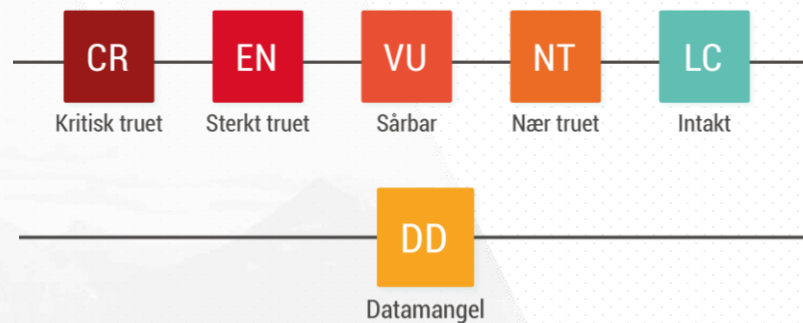 CR EN VU NT LC
Kritisk truet Sterkt truet Sårbar Nær truet Intakt
DD
Datamangel